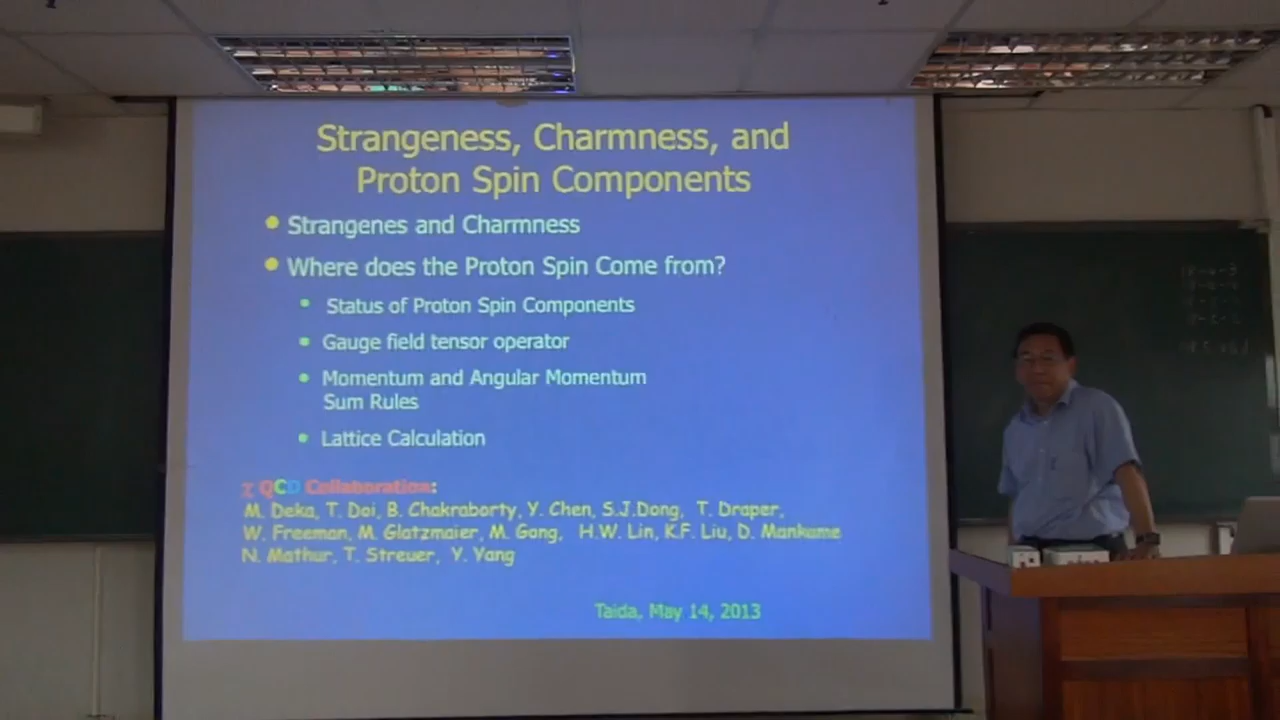 Strangeness, Charmness, and
Proton Spin Components
Strangenes and Charmness
Where does the Proton Spin Come from?
Status of Proton Spin Components
Gauge field tensor operator
Momentum and Angular Momentum
Sum Rules
Lattice Calculation
χ QCD Collaboration:
M. Deka, T. Doi, B. Chakraborty, Y. Chen, S.J.Dong, T. Draper,
W. Freeman, M. Glatzmaier, M. Gong, H.W. Lin, K.F. Liu, D. Mankame
N. Mathur, T. Streuer, Y. Yang
Taida, May 14, 2013